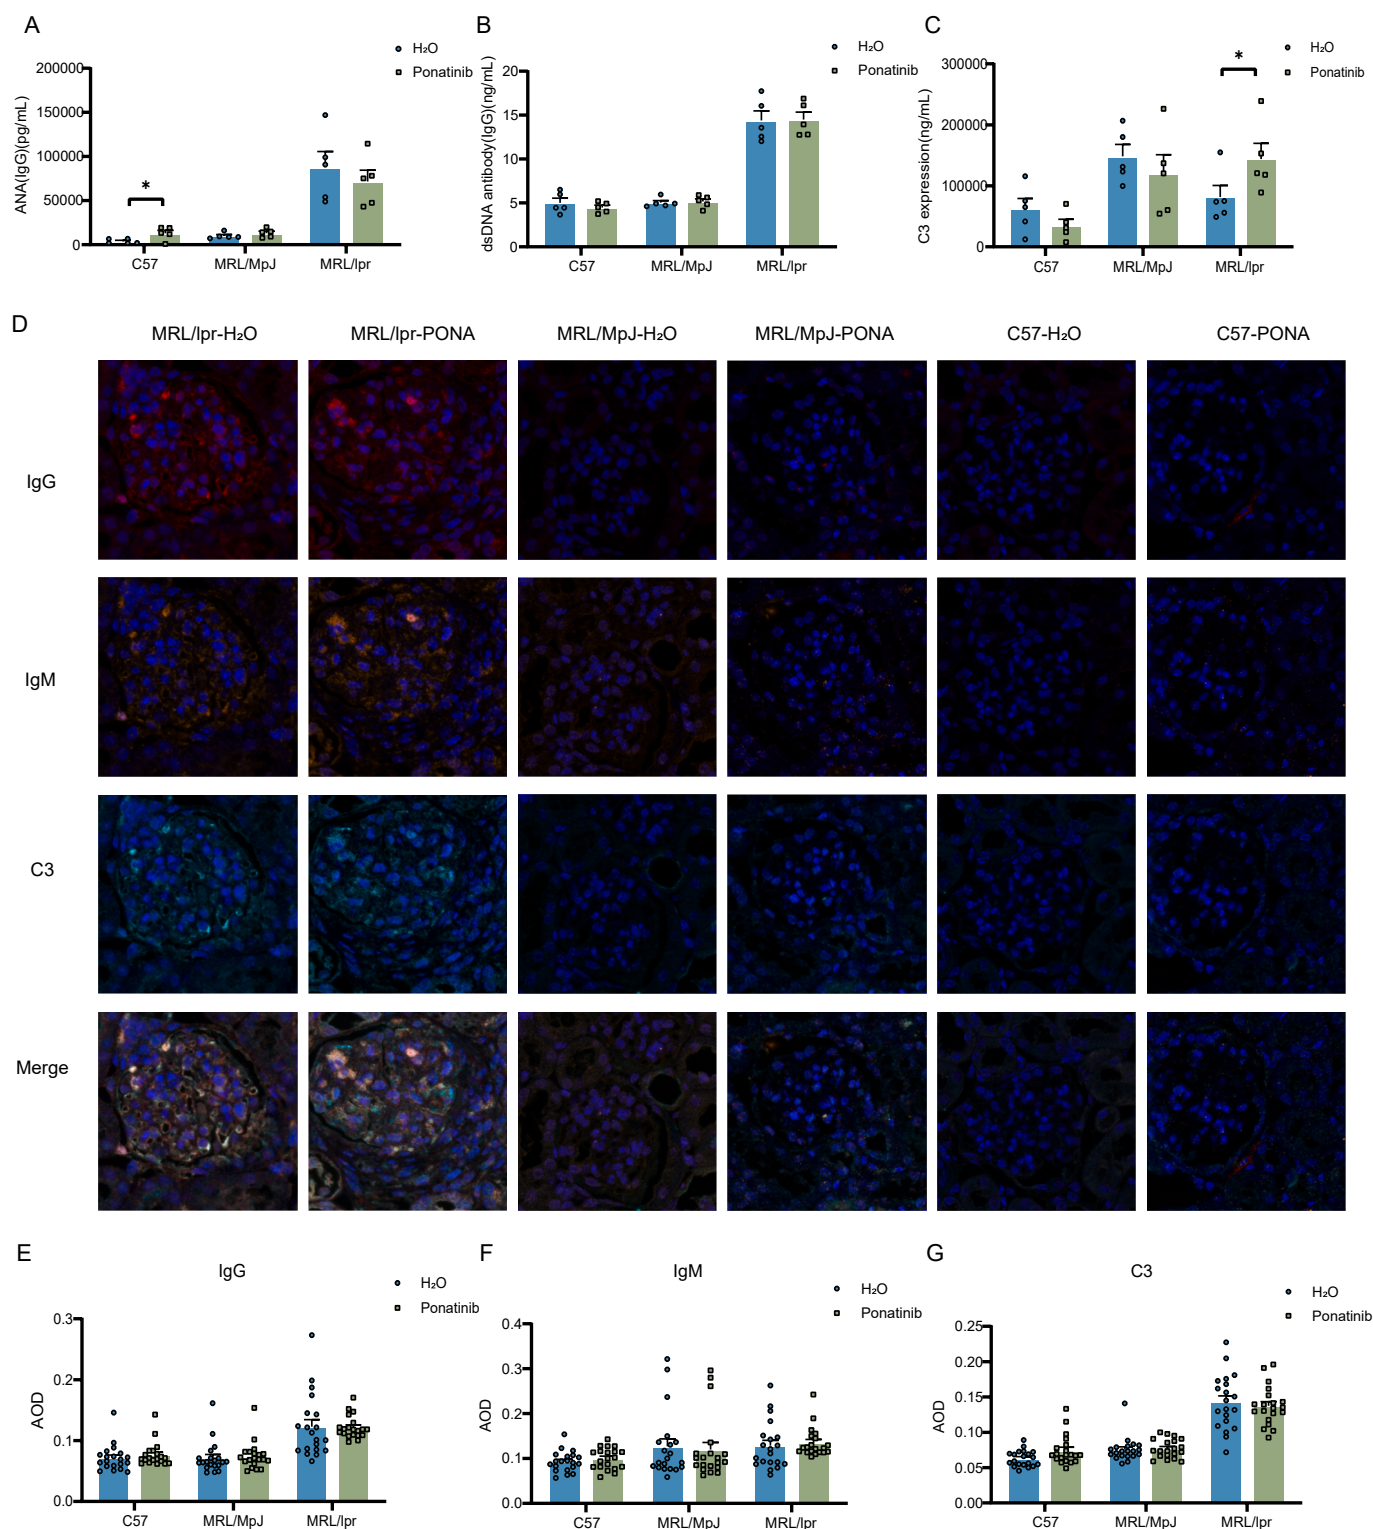 A
H₂O
Ponatinib
ANA(IgG)(pg/mL)
200000
150000
100000
50000
0
*
C57
MRL/MpJ
MRL/lpr
B
H₂O
Ponatinib
dsDNA antibody(IgG)(ng/mL)
20
15
10
5
0
C57
MRL/MpJ
MRL/lpr
C
H₂O
Ponatinib
C3 expression(ng/mL)
300000
200000
100000
0
*
C57
MRL/MpJ
MRL/lpr
D
MRL/lpr-H₂O
MRL/lpr-PONA
MRL/MpJ-H₂O
MRL/MpJ-PONA
C57-H₂O
C57-PONA
IgG
IgM
C3
Merge
E
IgG
H₂O
Ponatinib
AOD
0.3
0.2
0.1
0.0
C57
MRL/MpJ
MRL/lpr
F
IgM
H₂O
Ponatinib
AOD
0.4
0.3
0.2
0.1
0.0
C57
MRL/MpJ
MRL/lpr
G
C3
H₂O
Ponatinib
AOD
0.25
0.20
0.15
0.10
0.05
0.00
C57
MRL/MpJ
MRL/lpr